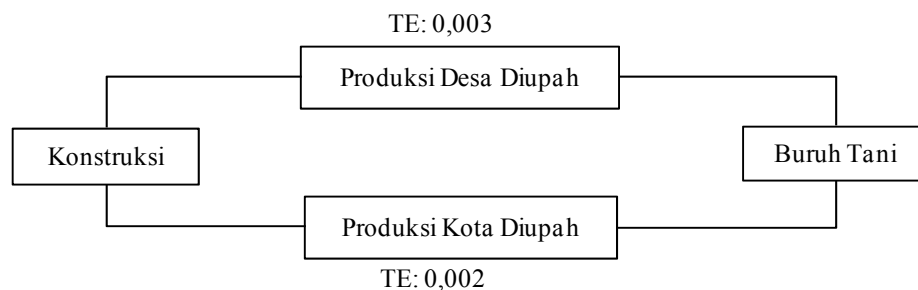 TE: 0,003
Produksi Desa Diupah
Konstruksi
Buruh Tani
Produksi Kota Diupah
TE: 0,002